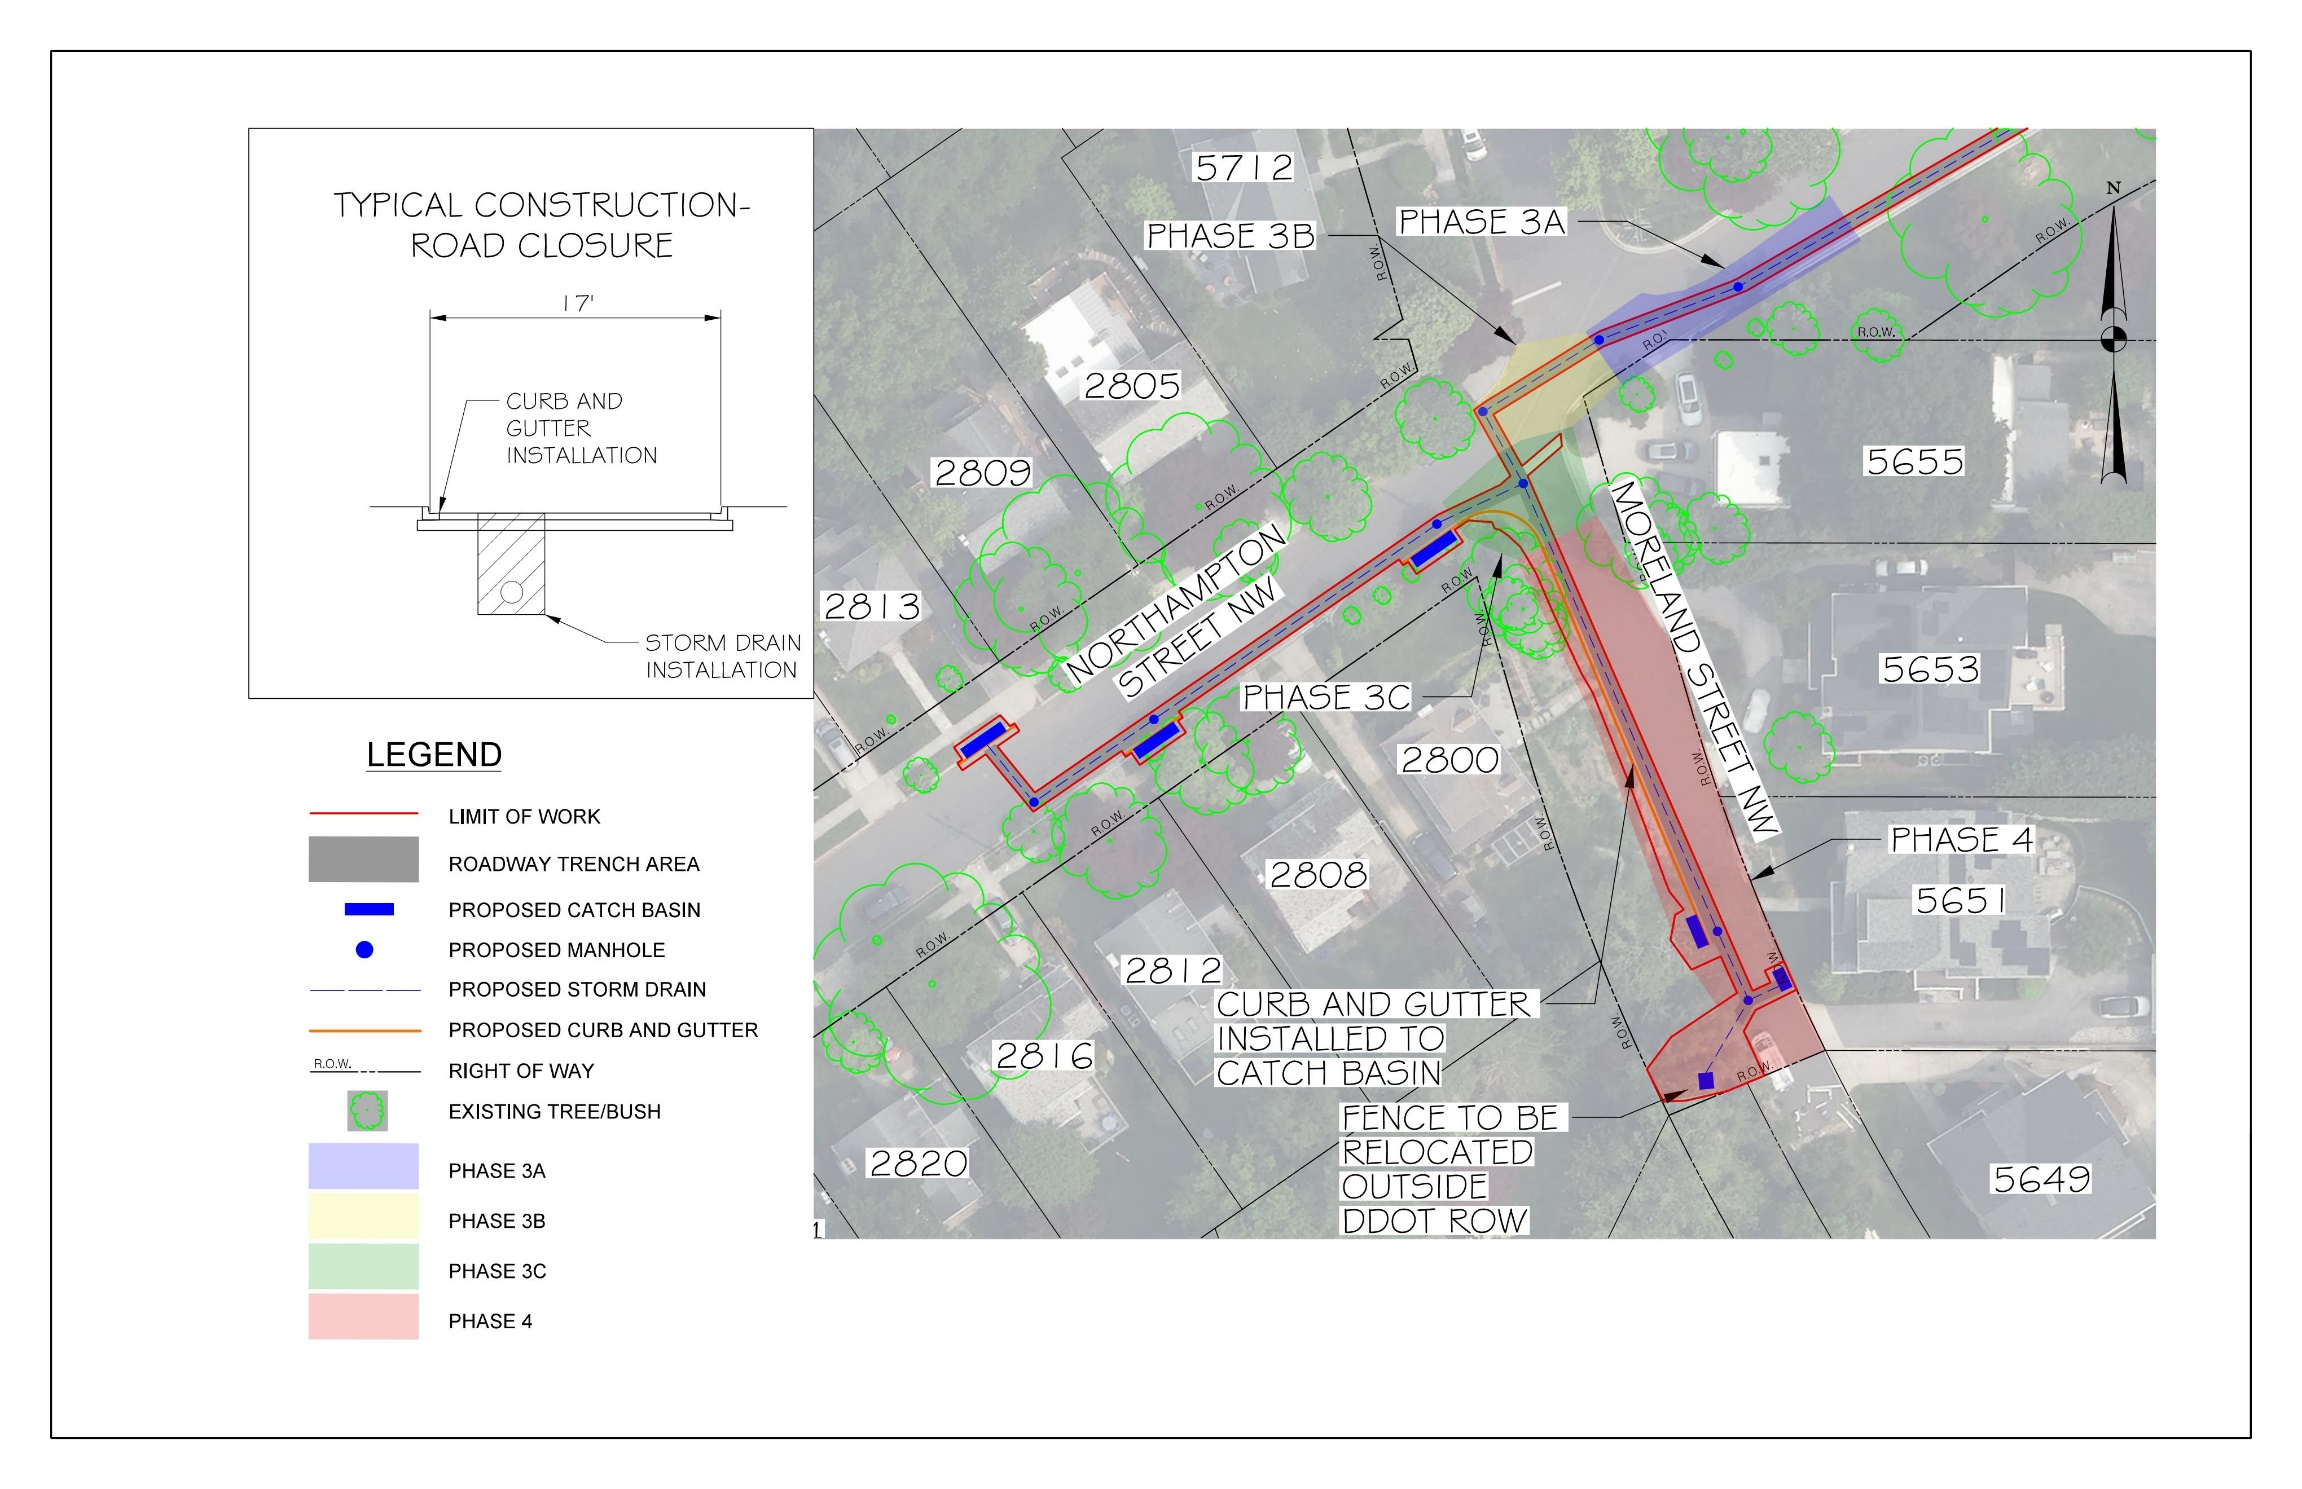 TYPICAL CONSTRUCTION-
ROAD CLOSURE
17'
CURB AND
GUTTER
INSTALLATION
STORM DRAIN
INSTALLATION
LEGEND
LIMIT OF WORK
ROADWAY TRENCH AREA
PROPOSED CATCH BASIN
PROPOSED MANHOLE
PROPOSED STORM DRAIN
PROPOSED CURB AND GUTTER
R.O.W.
RIGHT OF WAY
EXISTING TREE/BUSH
PHASE 3A
PHASE 3B
PHASE 3C
PHASE 4
5712
PHASE 3B
PHASE 3A
N
R.O.W.
R.O.W.
R.O.W.
R.O.W.
2805
5655
2809
R.O.W.
2813
R.O.W.
NORTHAMPTON
STREET NW
R.O.W.
R.O.W.
MORELAND STREET NW
5653
PHASE 3C
R.O.W.
R.O.W.
2800
R.O.W.
R.O.W.
PHASE 4
2808
5651
R.O.W.
2812
CURB AND GUTTER
INSTALLED TO
CATCH BASIN
R.O.W.
2816
R.O.W.
FENCE TO BE
RELOCATED
OUTSIDE
DDOT ROW
2820
5649
1